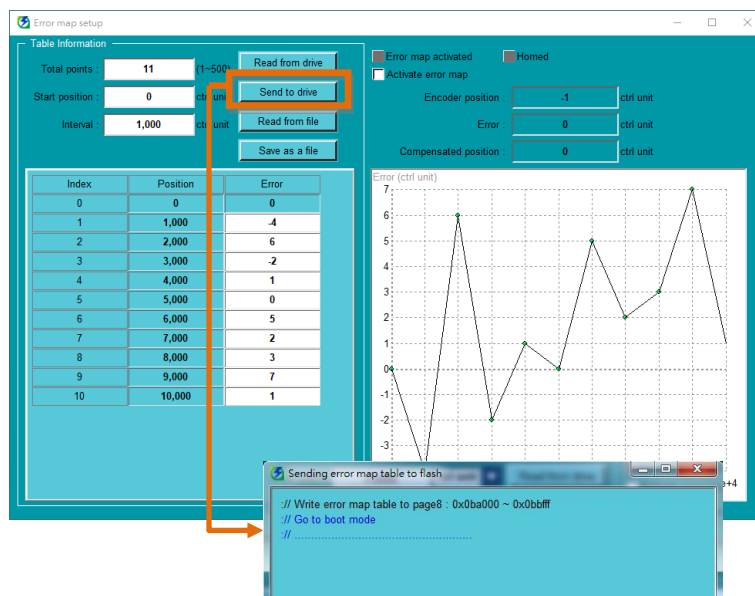 Error map setup
Table Information
Total points : 11 (1~500) Read from drive
Send to drive
Start position : 0 ctrl unit
Interval : 1,000 ctrl unit Read from file
Save as a file
Error map activated Homed
Activate error map
Encoder position : -1 ctrl unit
Error : 0 ctrl unit
Compensated position : 0 ctrl unit
Index Position Error
0 0 0
1 1,000 -4
2 2,000 6
3 3,000 -2
4 4,000 1
5 5,000 0
6 6,000 5
7 7,000 2
8 8,000 3
9 9,000 7
10 10,000 1
Error (ctrl unit)
7
6
5
4
3
2
1
0
-1
-2
-3
e+4
Sending error map table to flash
Read from drive
:// Write error map table to page8 : 0x0ba000 ~ 0x0bbfff
:// Go to boot mode
:// ....................................................